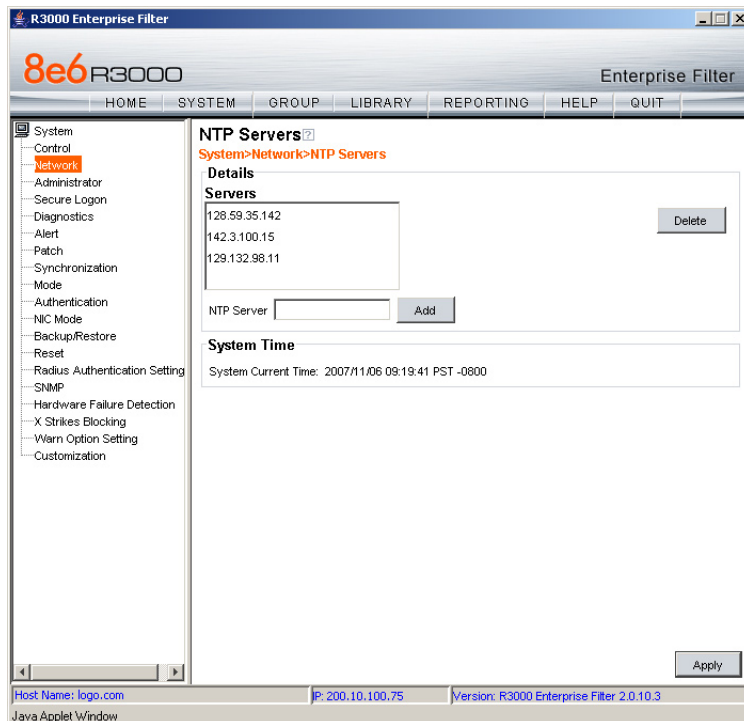 R3000 Enterprise Filter
8e6 R3000
Enterprise Filter
HOME SYSTEM GROUP LIBRARY REPORTING HELP QUIT
System
Control
Network
Administrator
Secure Logon
Diagnostics
Alert
Patch
Synchronization
Mode
Authentication
NIC Mode
Backup/Restore
Reset
Radius Authentication Setting
SNMP
Hardware Failure Detection
X Strikes Blocking
Warn Option Setting
Customization
NTP Servers ?
System>Network>NTP Servers
Details
Servers
128.59.35.142
142.3.100.15
129.132.98.11
Delete
NTP Server
Add
System Time
System Current Time: 2007/11/06 09:19:41 PST -0800
Apply
Host Name: logo.com
IP: 200.10.100.75
Version: R3000 Enterprise Filter 2.0.10.3
Java Applet Window